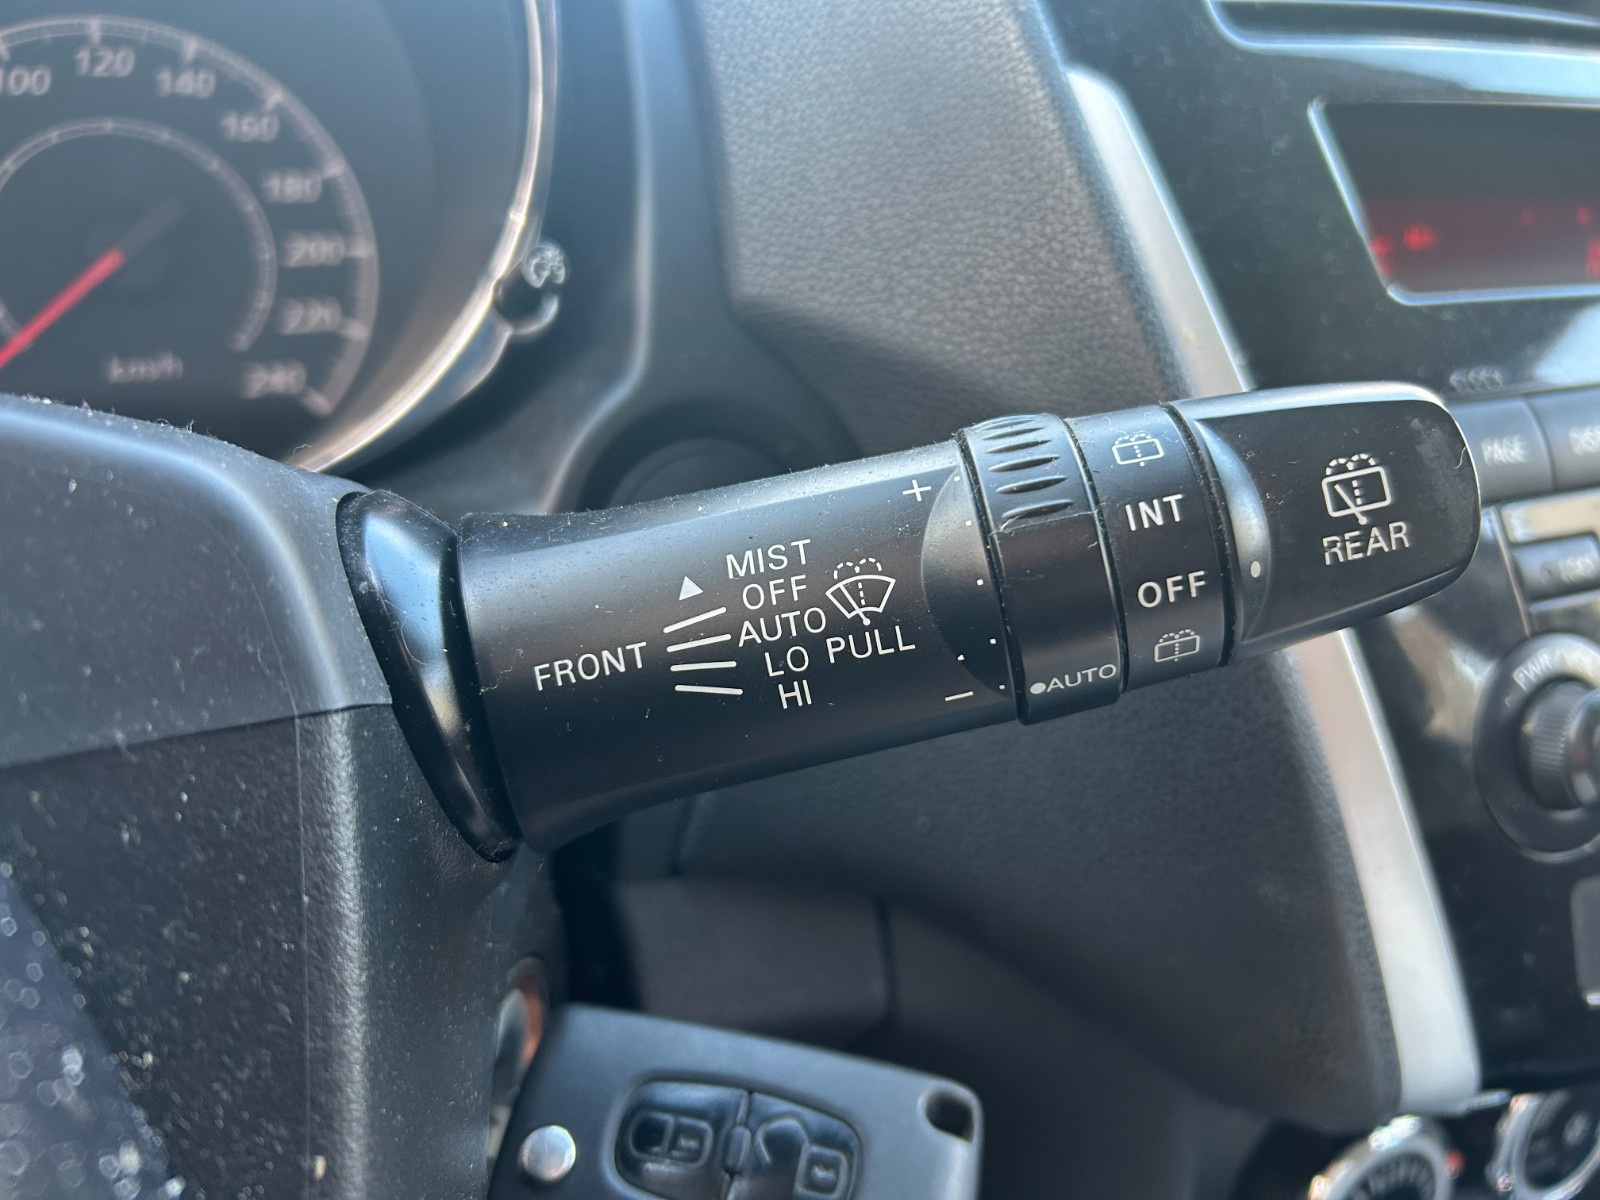 100
120
140
160
180
200
220
240
km/h
FRONT
MIST
OFF
AUTO
LO
HI
PULL
+
−
●AUTO
INT
OFF
REAR
PAGE
PWR